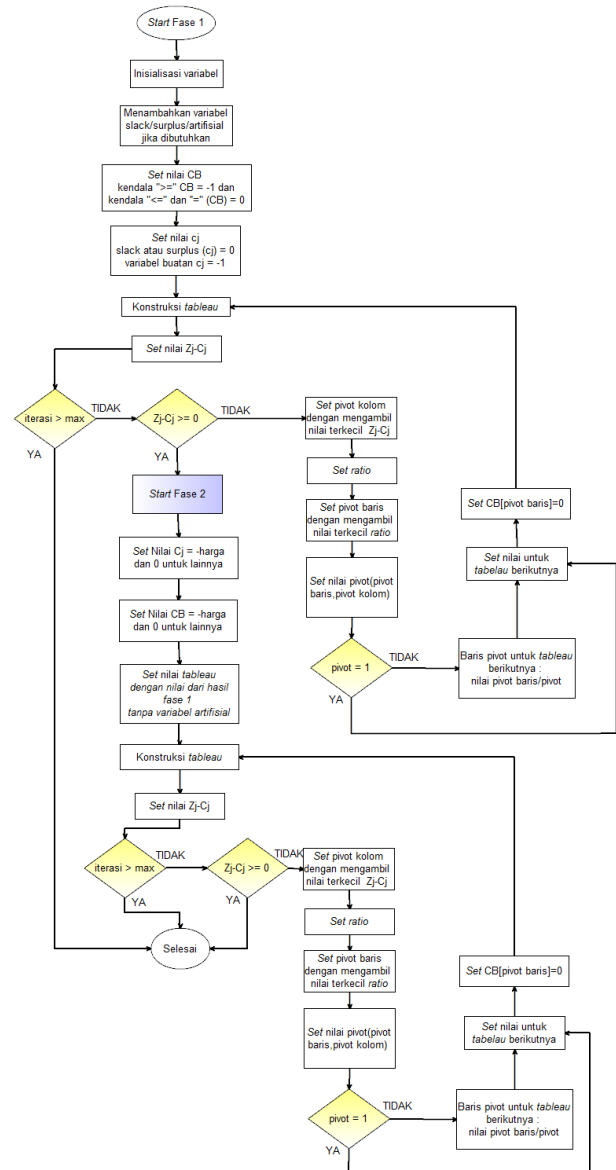 Start Fase 1
Inisialisasi variabel
Menambahkan variabel
slack/surplus/artifisial
jika dibutuhkan
Set nilai CB
kendala ">=" CB = -1 dan
kendala "<=" dan "=" (CB) = 0
Set nilai cj
slack atau surplus (cj) = 0
variabel buatan cj = -1
Konstruksi tableau
Set nilai Zj-Cj
iterasi > max
TIDAK
YA
Zj-Cj >= 0
TIDAK
YA
Set pivot kolom
dengan mengambil
nilai terkecil Zj-Cj
Set ratio
Set pivot baris
dengan mengambil
nilai terkecil ratio
Set nilai pivot(pivot
baris,pivot kolom)
pivot = 1
TIDAK
YA
Baris pivot untuk tableau
berikutnya :
nilai pivot baris/pivot
Set nilai untuk
tabelau berikutnya
Set CB[pivot baris]=0
Start Fase 2
Set Nilai Cj = -harga
dan 0 untuk lainnya
Set Nilai CB = -harga
dan 0 untuk lainnya
Set nilai tableau
dengan nilai dari hasil
fase 1
tanpa variabel artifisial
Konstruksi tableau
Set nilai Zj-Cj
iterasi > max
TIDAK
YA
Zj-Cj >= 0
TIDAK
YA
Selesai
Set pivot kolom
dengan mengambil
nilai terkecil Zj-Cj
Set ratio
Set pivot baris
dengan mengambil
nilai terkecil ratio
Set nilai pivot(pivot
baris,pivot kolom)
pivot = 1
TIDAK
YA
Baris pivot untuk tableau
berikutnya :
nilai pivot baris/pivot
Set nilai untuk
tabelau berikutnya
Set CB[pivot baris]=0